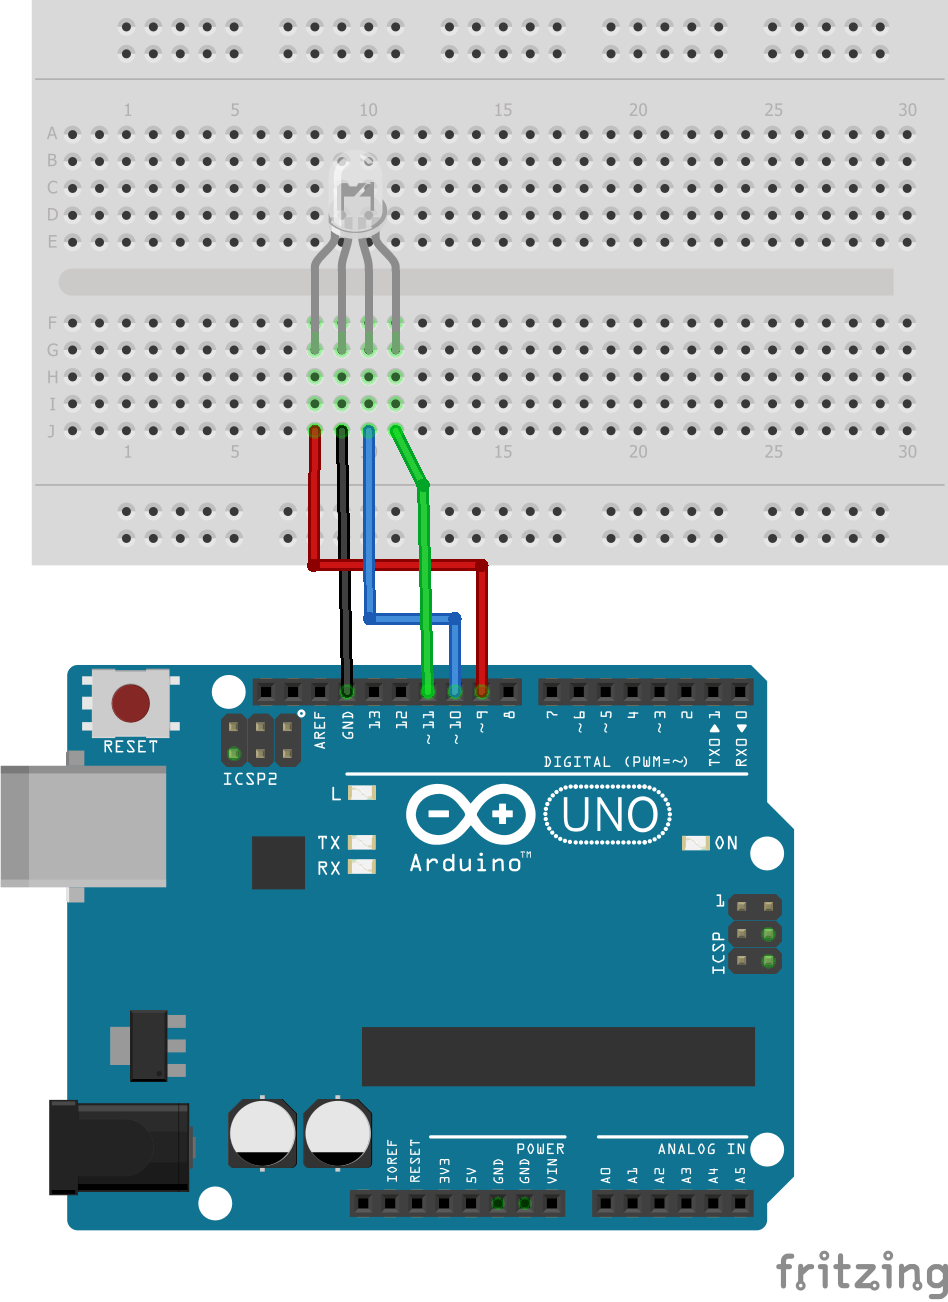 1 5 10 15 20 25 30
A
B
C
D
E
F
G
H
I
J
1 5 15 20 25 30
RESET
AREF GND 13 12 ~11 ~10 ~9 8 7 ~6 ~5 4 ~3 2 TX0▶1 RX0◀0
ICSP2
DIGITAL (PWM=~)
L
UNO
TX
ON
RX
Arduino™
1
ICSP
POWER
ANALOG IN
IOREF RESET 3V3 5V GND GND VIN A0 A1 A2 A3 A4 A5
fritzing